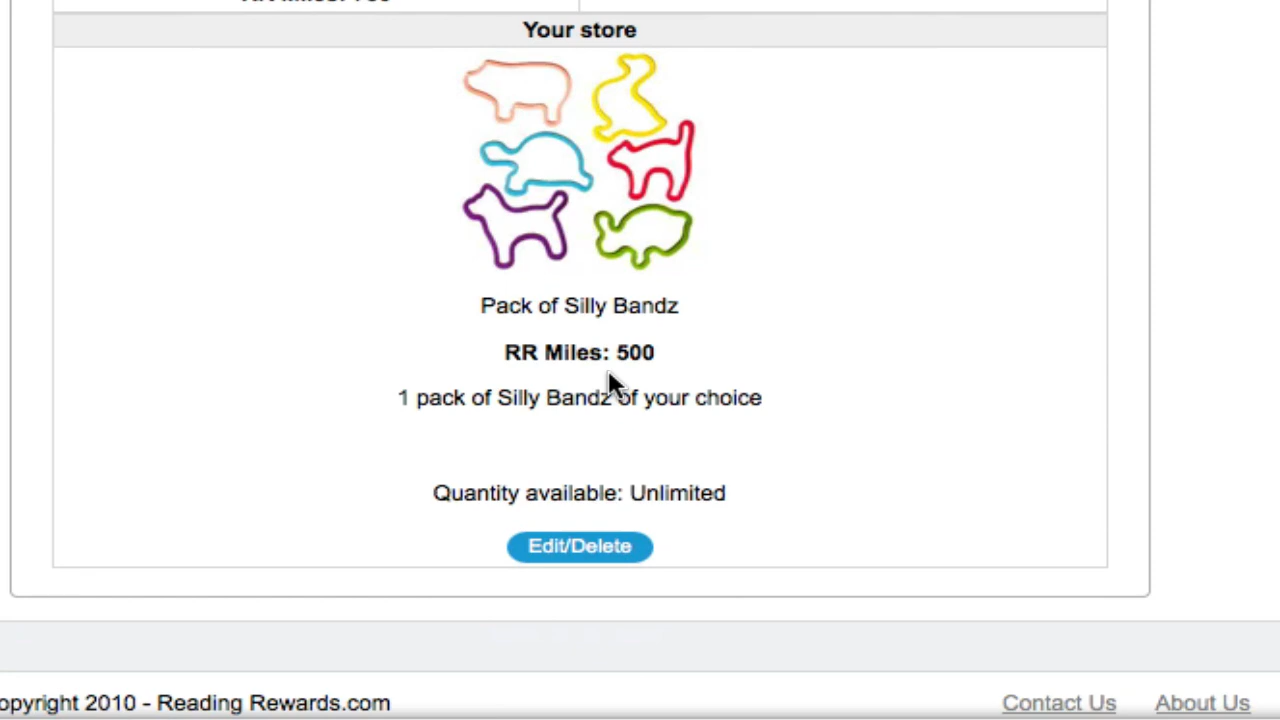 Your store
Pack of Silly Bandz
RR Miles: 500
1 pack of Silly Bandz of your choice
Quantity available: Unlimited
Edit/Delete
opyright 2010 - Reading Rewards.com
Contact Us
About Us